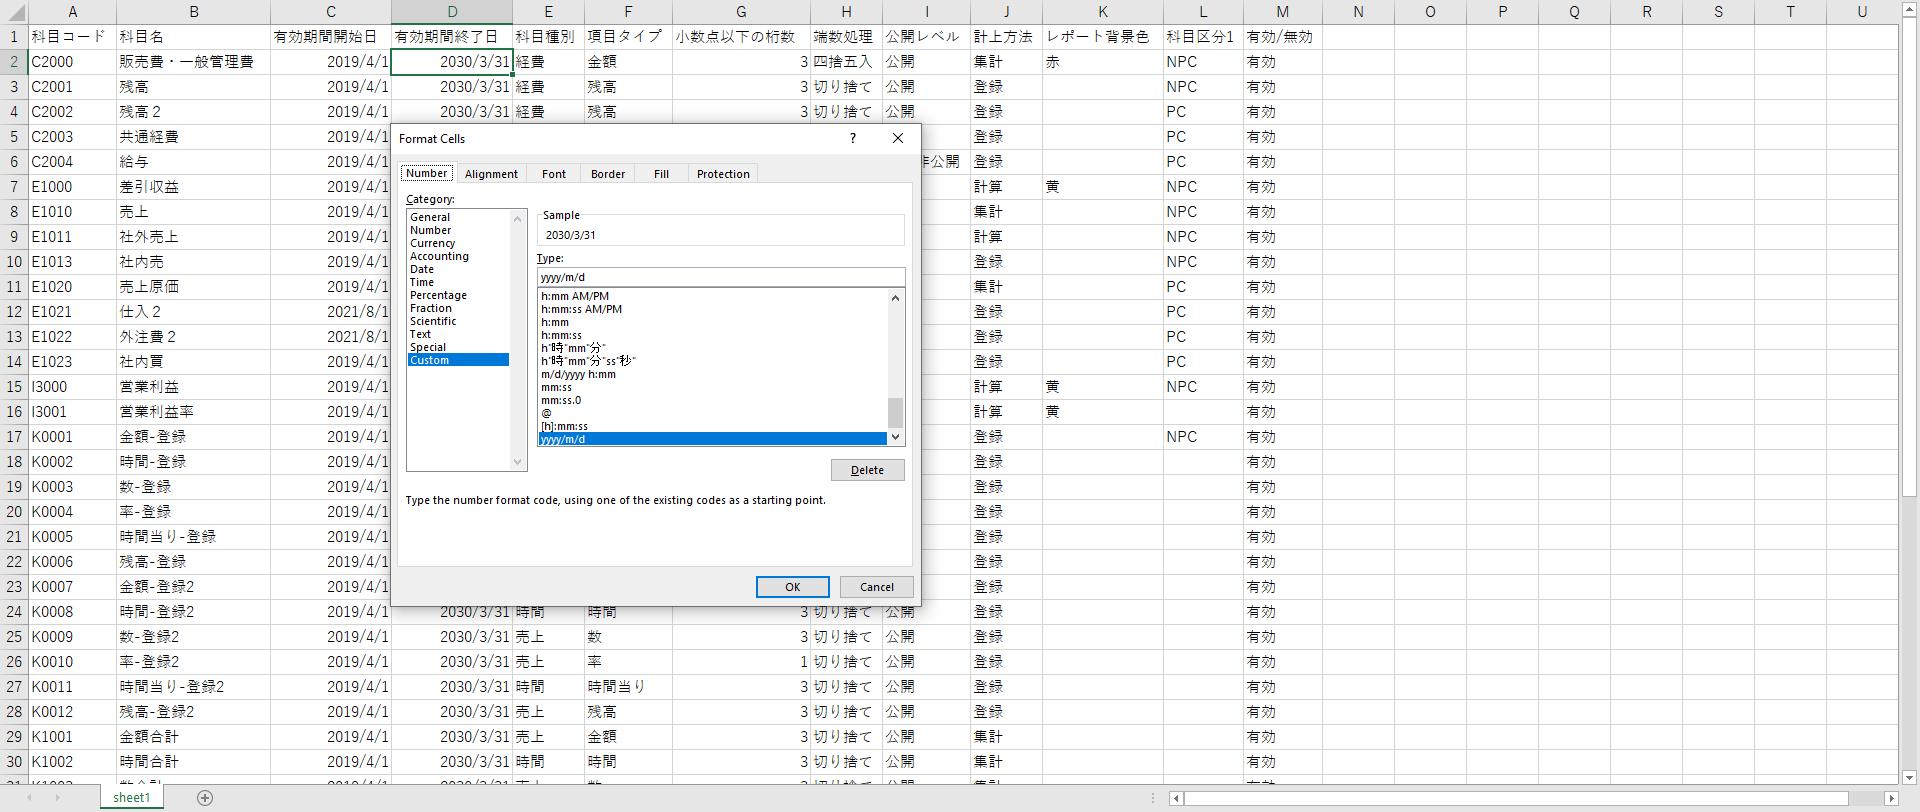 A B C D E F G H I J K L M N O P Q R S T U
1 科目コード 科目名 有効期間開始日 有効期間終了日 科目種別 項目タイプ 小数点以下の桁数 端数処理 公開レベル 計上方法 レポート背景色 科目区分1 有効/無効
2 C2000 販売費・一般管理費 2019/4/1 2030/3/31 経費 金額 3 四捨五入 公開 集計 赤 NPC 有効
3 C2001 残高 2019/4/1 2030/3/31 経費 残高 3 切り捨て 公開 登録 NPC 有効
4 C2002 残高２ 2019/4/1 2030/3/31 経費 残高 3 切り捨て 公開 登録 PC 有効
5 C2003 共通経費 2019/4/1 登録 PC 有効
6 C2004 給与 2019/4/1 非公開 登録 PC 有効
7 E1000 差引収益 2019/4/1 計算 黄 NPC 有効
8 E1010 売上 2019/4/1 集計 NPC 有効
9 E1011 社外売上 2019/4/1 計算 NPC 有効
10 E1013 社内売 2019/4/1 登録 NPC 有効
11 E1020 売上原価 2019/4/1 集計 PC 有効
12 E1021 仕入２ 2021/8/1 登録 PC 有効
13 E1022 外注費２ 2021/8/1 登録 PC 有効
14 E1023 社内買 2019/4/1 登録 PC 有効
15 I3000 営業利益 2019/4/1 計算 黄 NPC 有効
16 I3001 営業利益率 2019/4/1 計算 黄 有効
17 K0001 金額-登録 2019/4/1 登録 NPC 有効
18 K0002 時間-登録 2019/4/1 登録 有効
19 K0003 数-登録 2019/4/1 登録 有効
20 K0004 率-登録 2019/4/1 登録 有効
21 K0005 時間当り-登録 2019/4/1 登録 有効
22 K0006 残高-登録 2019/4/1 登録 有効
23 K0007 金額-登録2 2019/4/1 登録 有効
24 K0008 時間-登録2 2019/4/1 2030/3/31 時間 時間 3 切り捨て 公開 登録 有効
25 K0009 数-登録2 2019/4/1 2030/3/31 売上 数 3 切り捨て 公開 登録 有効
26 K0010 率-登録2 2019/4/1 2030/3/31 売上 率 1 切り捨て 公開 登録 有効
27 K0011 時間当り-登録2 2019/4/1 2030/3/31 時間 時間当り 3 切り捨て 公開 登録 有効
28 K0012 残高-登録2 2019/4/1 2030/3/31 売上 残高 3 切り捨て 公開 登録 有効
29 K1001 金額合計 2019/4/1 2030/3/31 売上 金額 3 切り捨て 公開 集計 有効
30 K1002 時間合計 2019/4/1 2030/3/31 時間 時間 3 切り捨て 公開 集計 有効
Format Cells ?
Number Alignment Font Border Fill Protection
Category:
General
Number
Currency
Accounting
Date
Time
Percentage
Fraction
Scientific
Text
Special
Custom
Sample
2030/3/31
Type:
yyyy/m/d
h:mm AM/PM
h:mm:ss AM/PM
h:mm
h:mm:ss
h"時"mm"分"
h"時"mm"分"ss"秒"
m/d/yyyy h:mm
mm:ss
mm:ss.0
@
[h]:mm:ss
yyyy/m/d
Delete
Type the number format code, using one of the existing codes as a starting point.
OK Cancel
sheet1